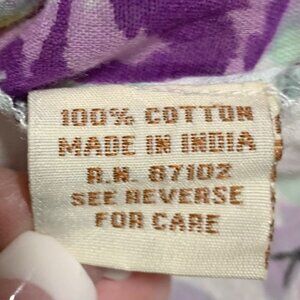 100% COTTON
MADE IN INDIA
R.N. 87102
SEE REVERSE
FOR CARE